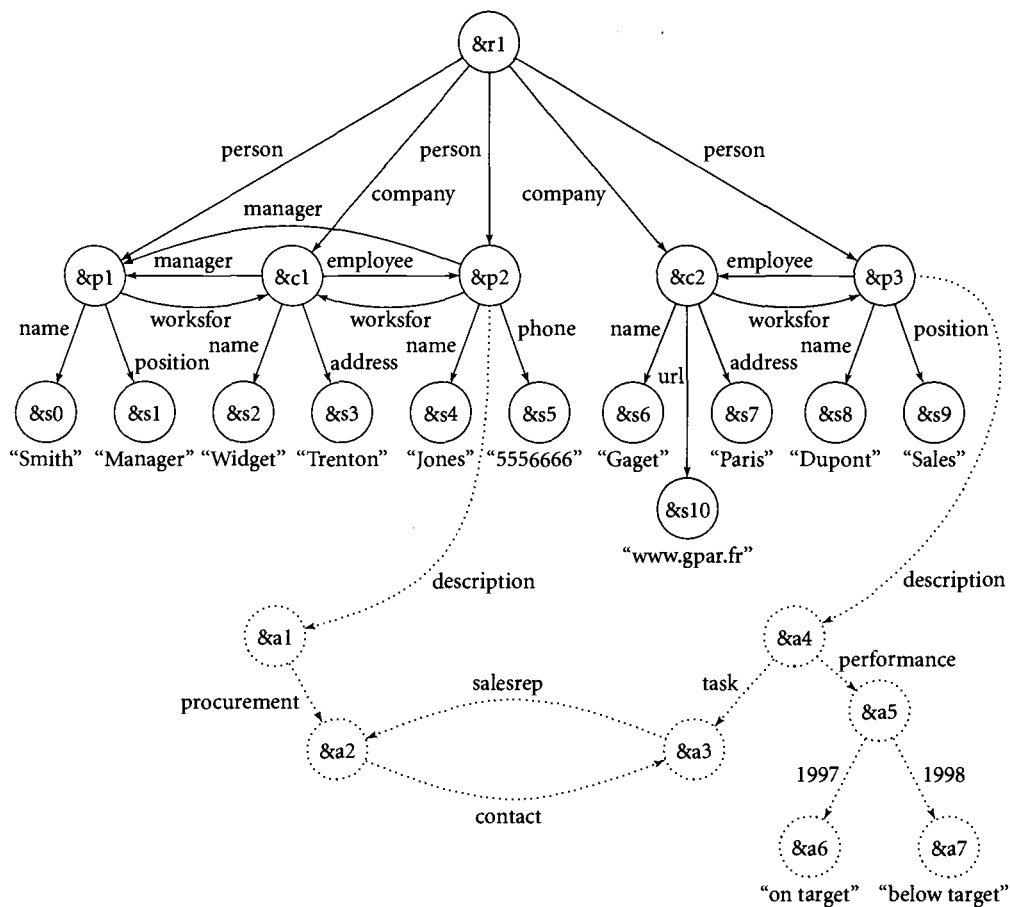 &r1
person
person
person
company
company
manager
manager
employee
employee
&p1
&c1
&p2
&c2
&p3
worksfor
worksfor
worksfor
name
position
name
address
name
phone
name
url
address
name
position
&s0
&s1
&s2
&s3
&s4
&s5
&s6
&s7
&s8
&s9
“Smith”
“Manager”
“Widget”
“Trenton”
“Jones”
“5556666”
“Gaget”
“Paris”
“Dupont”
“Sales”
&s10
“www.gpar.fr”
description
description
&a1
&a4
procurement
salesrep
task
performance
&a2
&a3
&a5
contact
1997
1998
&a6
&a7
“on target”
“below target”